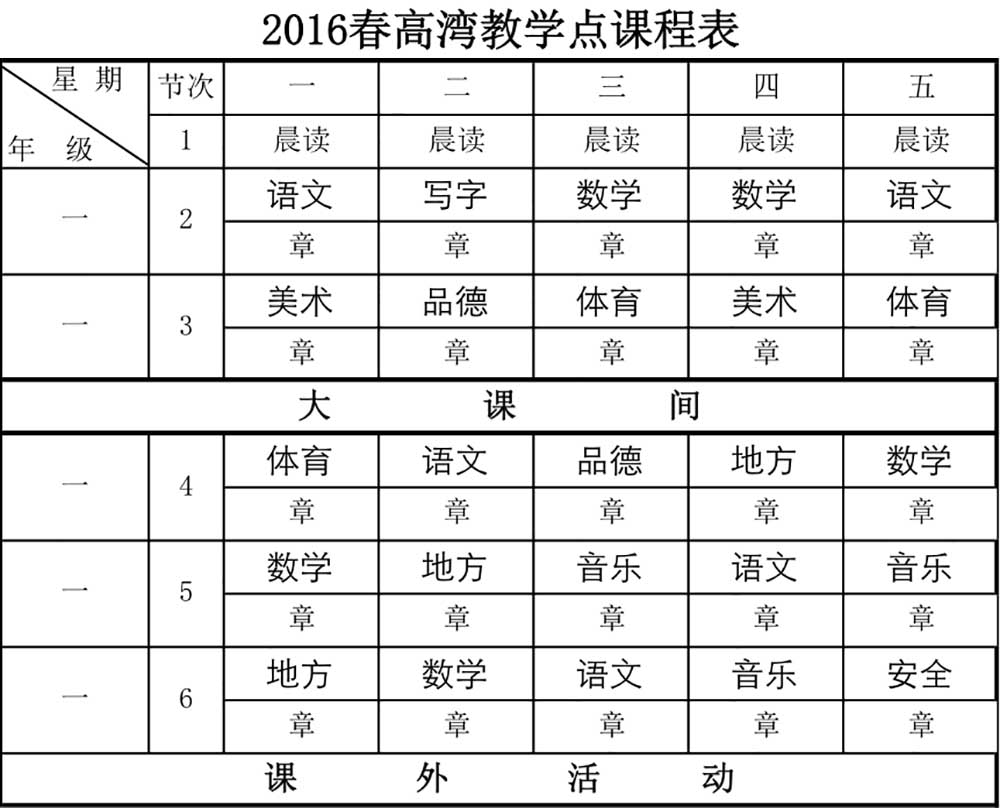 2016春高湾教学点课程表
星 期 节次 一 二 三 四 五
年 级 1 晨读 晨读 晨读 晨读 晨读
一 2 语文 写字 数学 数学 语文
章 章 章 章 章
一 3 美术 品德 体育 美术 体育
章 章 章 章 章
大 课 间
一 4 体育 语文 品德 地方 数学
章 章 章 章 章
一 5 数学 地方 音乐 语文 音乐
章 章 章 章 章
一 6 地方 数学 语文 音乐 安全
章 章 章 章 章
课 外 活 动